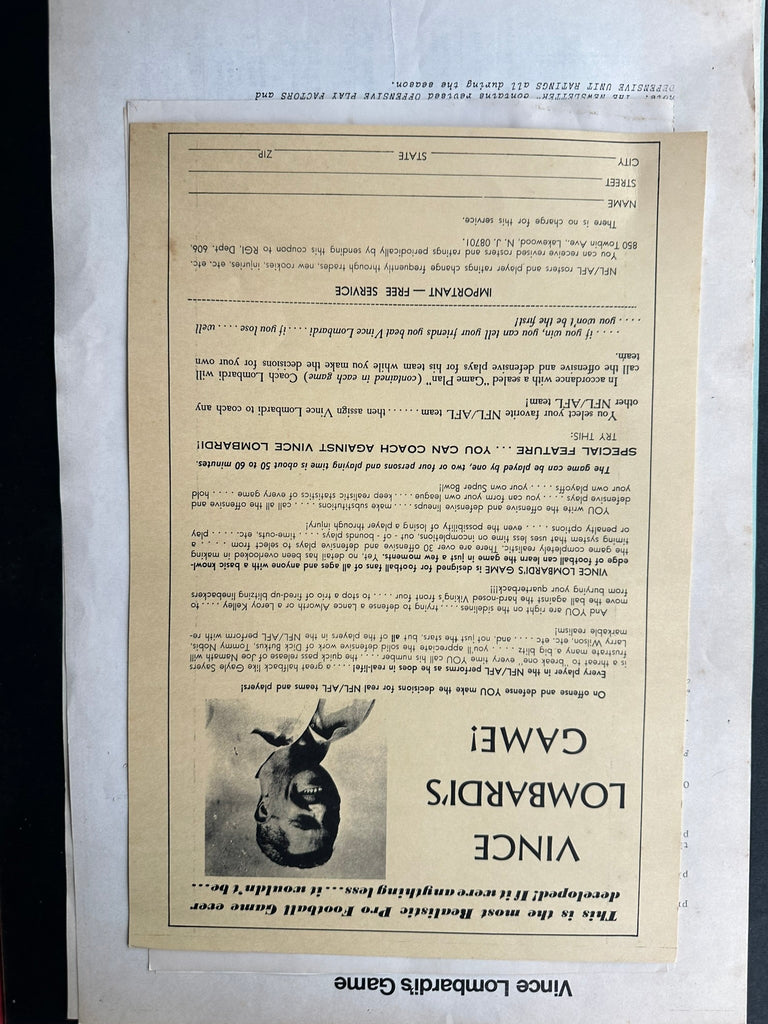 Vince Lombardi's Game
This is the most Realistic Pro Football Game ever
developed! If it were anything less....it wouldn't be....
VINCE
LOMBARDI'S
GAME!
On offense and defense YOU make the decisions for real NFL/AFL teams and players!
Every player in the NFL/AFL performs as he does in real-life! . . . . a great halfback like Gayle Sayers
is a threat to "break one" every time YOU call his number . . . . the quick pass release of Joe Namath will
frustrate many a big blitz . . . . you'll appreciate the solid defensive work of Dick Butkus, Tommy Nobis,
Larry Wilson, etc. etc . . . . and, not just the stars, but all of the players in the NFL/AFL perform with re-
markable realism!
And YOU are right on the sidelines . . . . trying to defense a Lance Alworth or a Leroy Kelley . . . . to
move the ball against the hard-nosed Viking's front four . . . . to stop a trio of fired-up blitzing linebackers
from burying your quarterback!!!
VINCE LOMBARDI'S GAME is designed for football fans of all ages and anyone with a basic knowl-
edge of football can learn the game in just a few moments. Yet, no detail has been overlooked in making
the game completely realistic. There are over 30 offensive and defensive plays to select from . . . . a
timing system that uses less time on incompletions, out - of - bounds plays . . . . time-outs, etc. . . . . play
or penalty options . . . . even the possibility of losing a player through injury!
YOU write the offensive and defensive lineups . . . . make substitutions . . . . call all the offensive and
defensive plays . . . . you can form your own league . . . . keep realistic statistics of every game . . . . hold
your own playoffs . . . . your own Super Bowl!
The game can be played by one, two or four persons and playing time is about 50 to 60 minutes.
SPECIAL FEATURE . . . YOU CAN COACH AGAINST VINCE LOMBARDI!
TRY THIS:
You select your favorite NFL/AFL team . . . . . . then assign Vince Lombardi to coach any
other NFL/AFL team!
In accordance with a sealed "Game Plan" (contained in each game) Coach Lombardi will
call the offensive and defensive plays for his team while you make the decisions for your own
team.
. . . . if you win, you can tell your friends you beat Vince Lombardi . . . . if you lose . . . . well
. . . . you won't be the first!
IMPORTANT — FREE SERVICE
NFL/AFL rosters and player ratings change frequently through trades, new rookies, injuries, etc. etc.
You can receive revised rosters and ratings periodically by sending this coupon to RGI, Dept. 606,
850 Towbin Ave., Lakewood, N. J. 08701.
There is no charge for this service.
NAME
STREET
CITY STATE ZIP
Note: THE NEWSLETTER" contains revised OFFENSIVE PLAY FACTORS and
DEFENSIVE UNIT RATINGS all during the season.